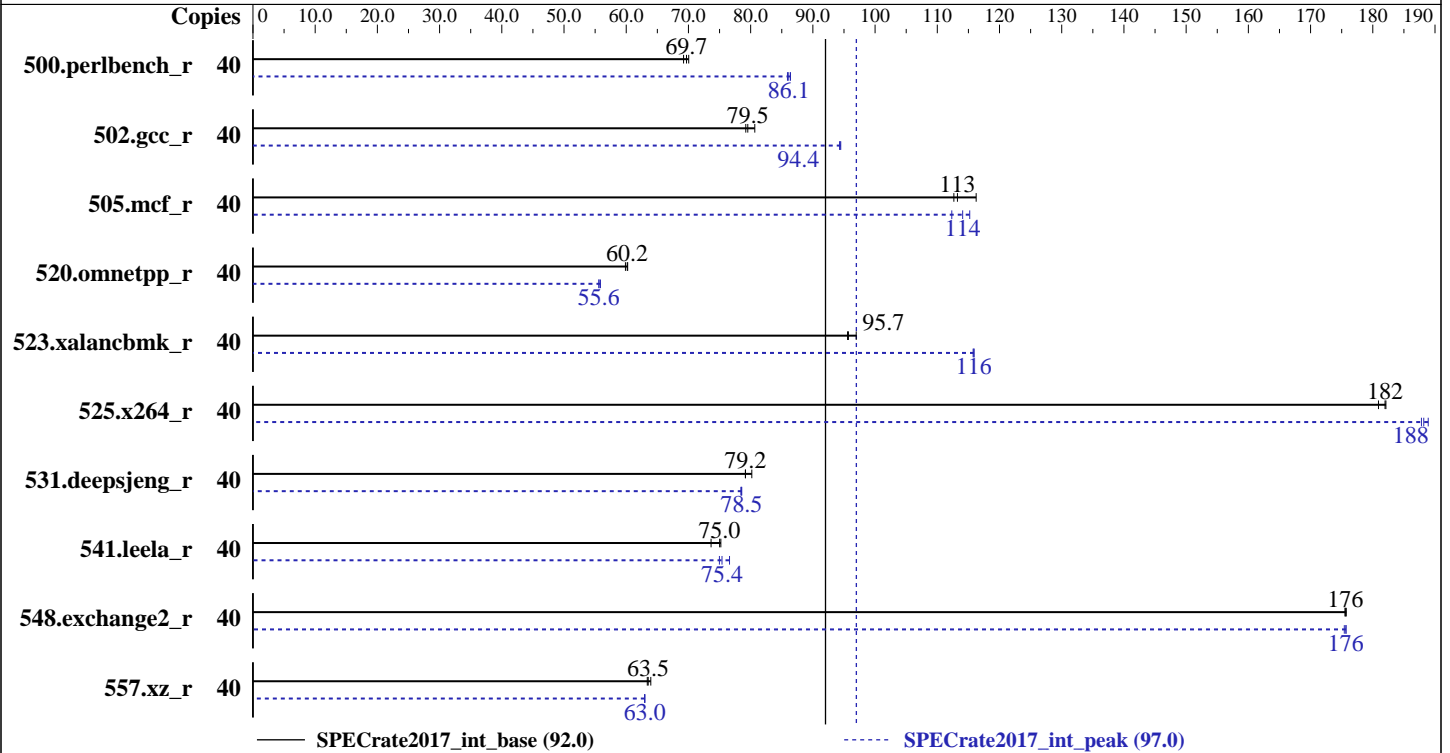 Copies 0 10.0 20.0 30.0 40.0 50.0 60.0 70.0 80.0 90.0 100 110 120 130 140 150 160 170 180 190
69.7
500.perlbench_r 40
86.1
79.5
502.gcc_r 40
94.4
113
505.mcf_r 40
114
60.2
520.omnetpp_r 40
55.6
95.7
523.xalancbmk_r 40
116
182
525.x264_r 40
188
79.2
531.deepsjeng_r 40
78.5
75.0
541.leela_r 40
75.4
176
548.exchange2_r 40
176
63.5
557.xz_r 40
63.0
SPECrate2017_int_base (92.0) SPECrate2017_int_peak (97.0)